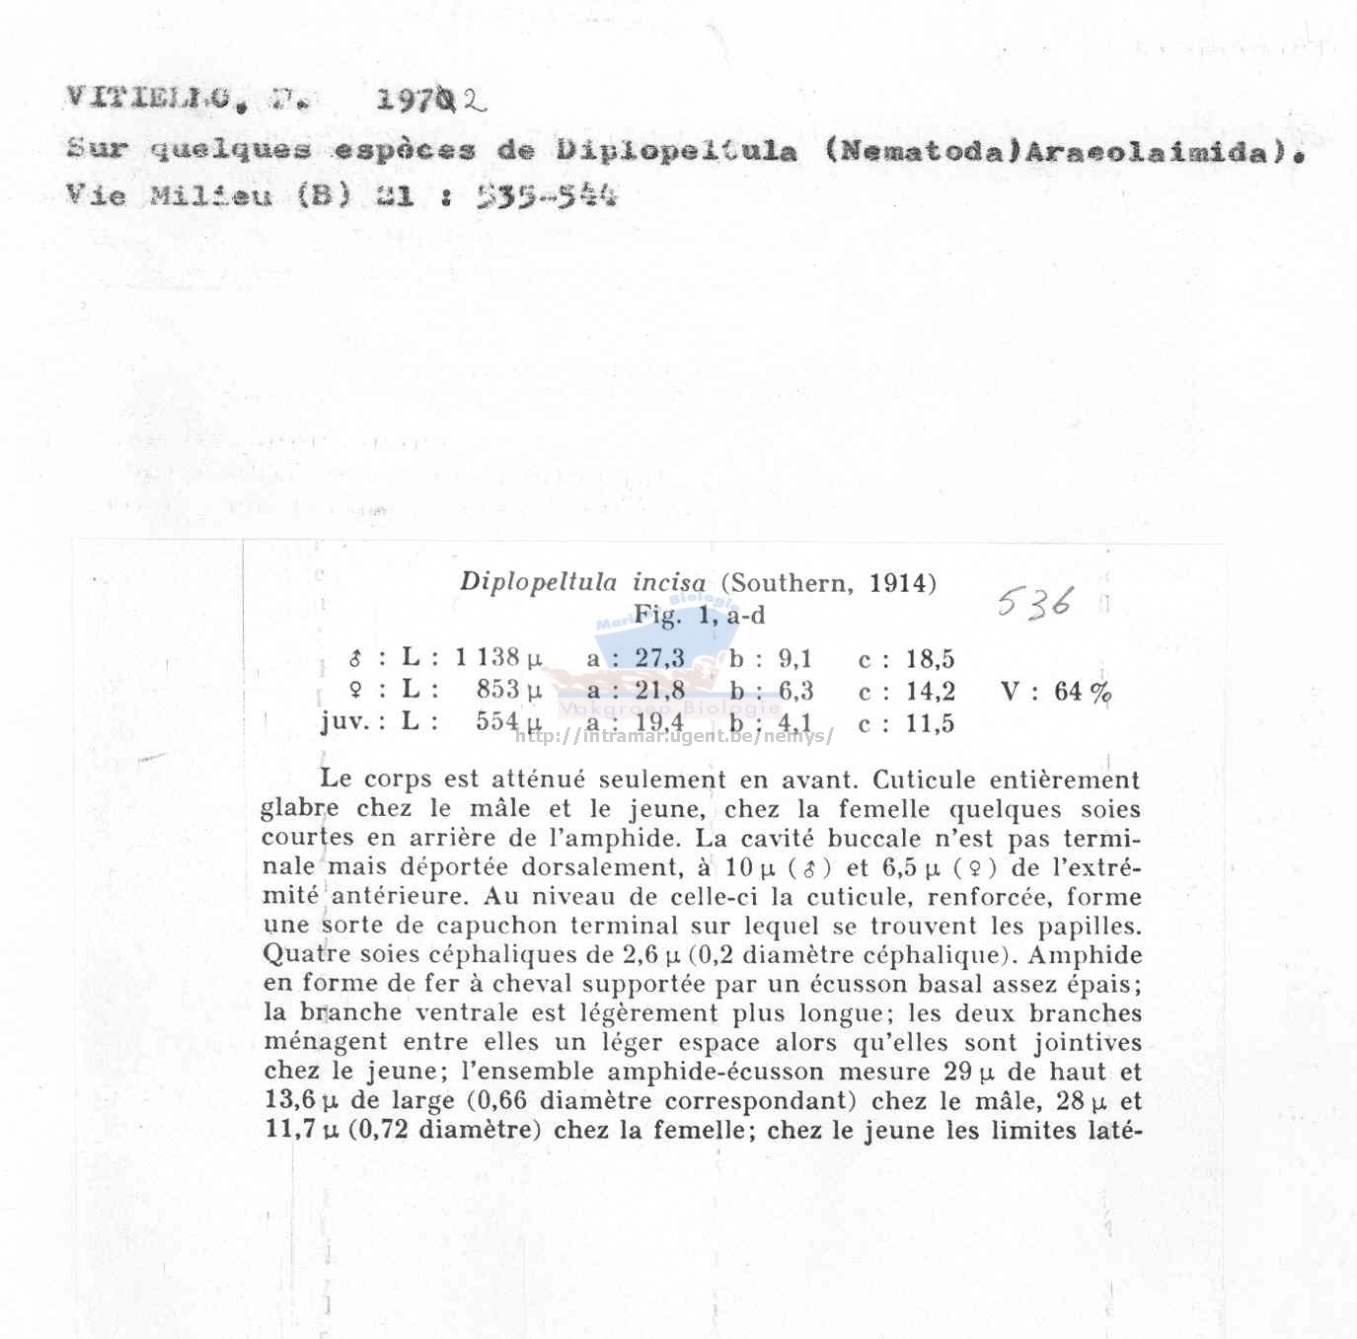 VITIELLO, P. 1972
Sur quelques espèces de Diplopeltula (Nematoda)Araeolaimida).
Vie Milieu (B) 21 : 535-544
Diplopeltula incisa (Southern, 1914)
536
Fig. 1, a-d
♂ : L : 1 138 μ a : 27,3 b : 9,1 c : 18,5
♀ : L : 853 μ a : 21,8 b : 6,3 c : 14,2 V : 64 %
juv. : L : 554 μ a : 19,4 b : 4,1 c : 11,5
Marine Biologie
Vakgroep Biologie
http://intramar.ugent.be/nemys/
Le corps est atténué seulement en avant. Cuticule entièrement
glabre chez le mâle et le jeune, chez la femelle quelques soies
courtes en arrière de l'amphide. La cavité buccale n'est pas termi-
nale mais déportée dorsalement, à 10 μ (♂) et 6,5 μ (♀) de l'extré-
mité antérieure. Au niveau de celle-ci la cuticule, renforcée, forme
une sorte de capuchon terminal sur lequel se trouvent les papilles.
Quatre soies céphaliques de 2,6 μ (0,2 diamètre céphalique). Amphide
en forme de fer à cheval supportée par un écusson basal assez épais;
la branche ventrale est légèrement plus longue; les deux branches
ménagent entre elles un léger espace alors qu'elles sont jointives
chez le jeune; l'ensemble amphide-écusson mesure 29 μ de haut et
13,6 μ de large (0,66 diamètre correspondant) chez le mâle, 28 μ et
11,7 μ (0,72 diamètre) chez la femelle; chez le jeune les limites laté-